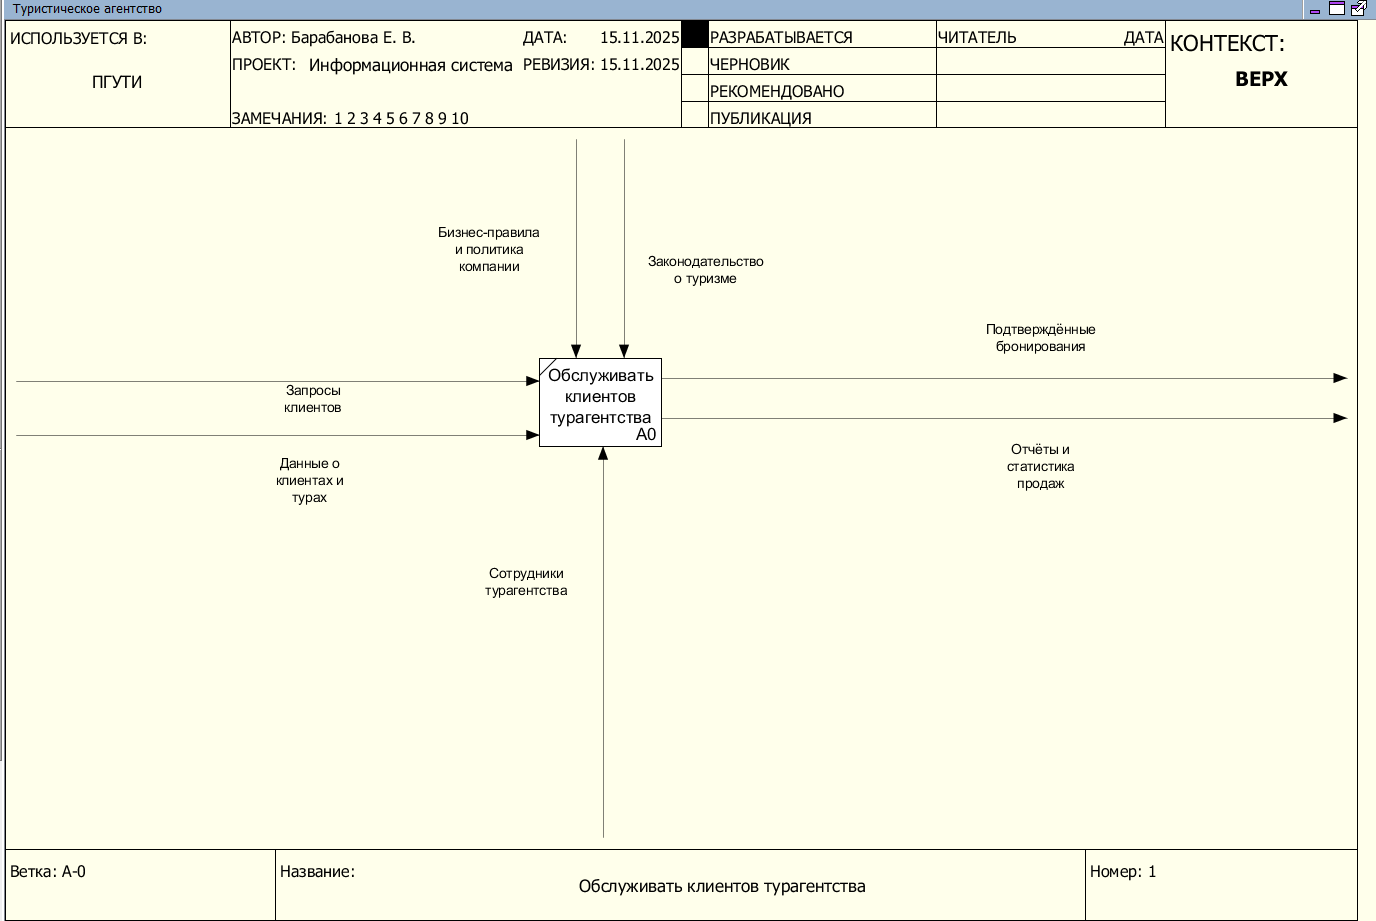 Туристическое агентство
ИСПОЛЬЗУЕТСЯ В:
ПГУТИ
АВТОР: Барабанова Е. В.
ДАТА: 15.11.2025
ПРОЕКТ: Информационная система
РЕВИЗИЯ: 15.11.2025
ЗАМЕЧАНИЯ: 1 2 3 4 5 6 7 8 9 10
РАЗРАБАТЫВАЕТСЯ
ЧЕРНОВИК
РЕКОМЕНДОВАНО
ПУБЛИКАЦИЯ
ЧИТАТЕЛЬ ДАТА
КОНТЕКСТ:
ВЕРХ
Бизнес-правила
и политика
компании
Законодательство
о туризме
Запросы
клиентов
Данные о
клиентах и
турах
Обслуживать
клиентов
турагентства
A0
Подтверждённые
бронирования
Отчёты и
статистика
продаж
Сотрудники
турагентства
Ветка: A-0
Название:
Обслуживать клиентов турагентства
Номер: 1